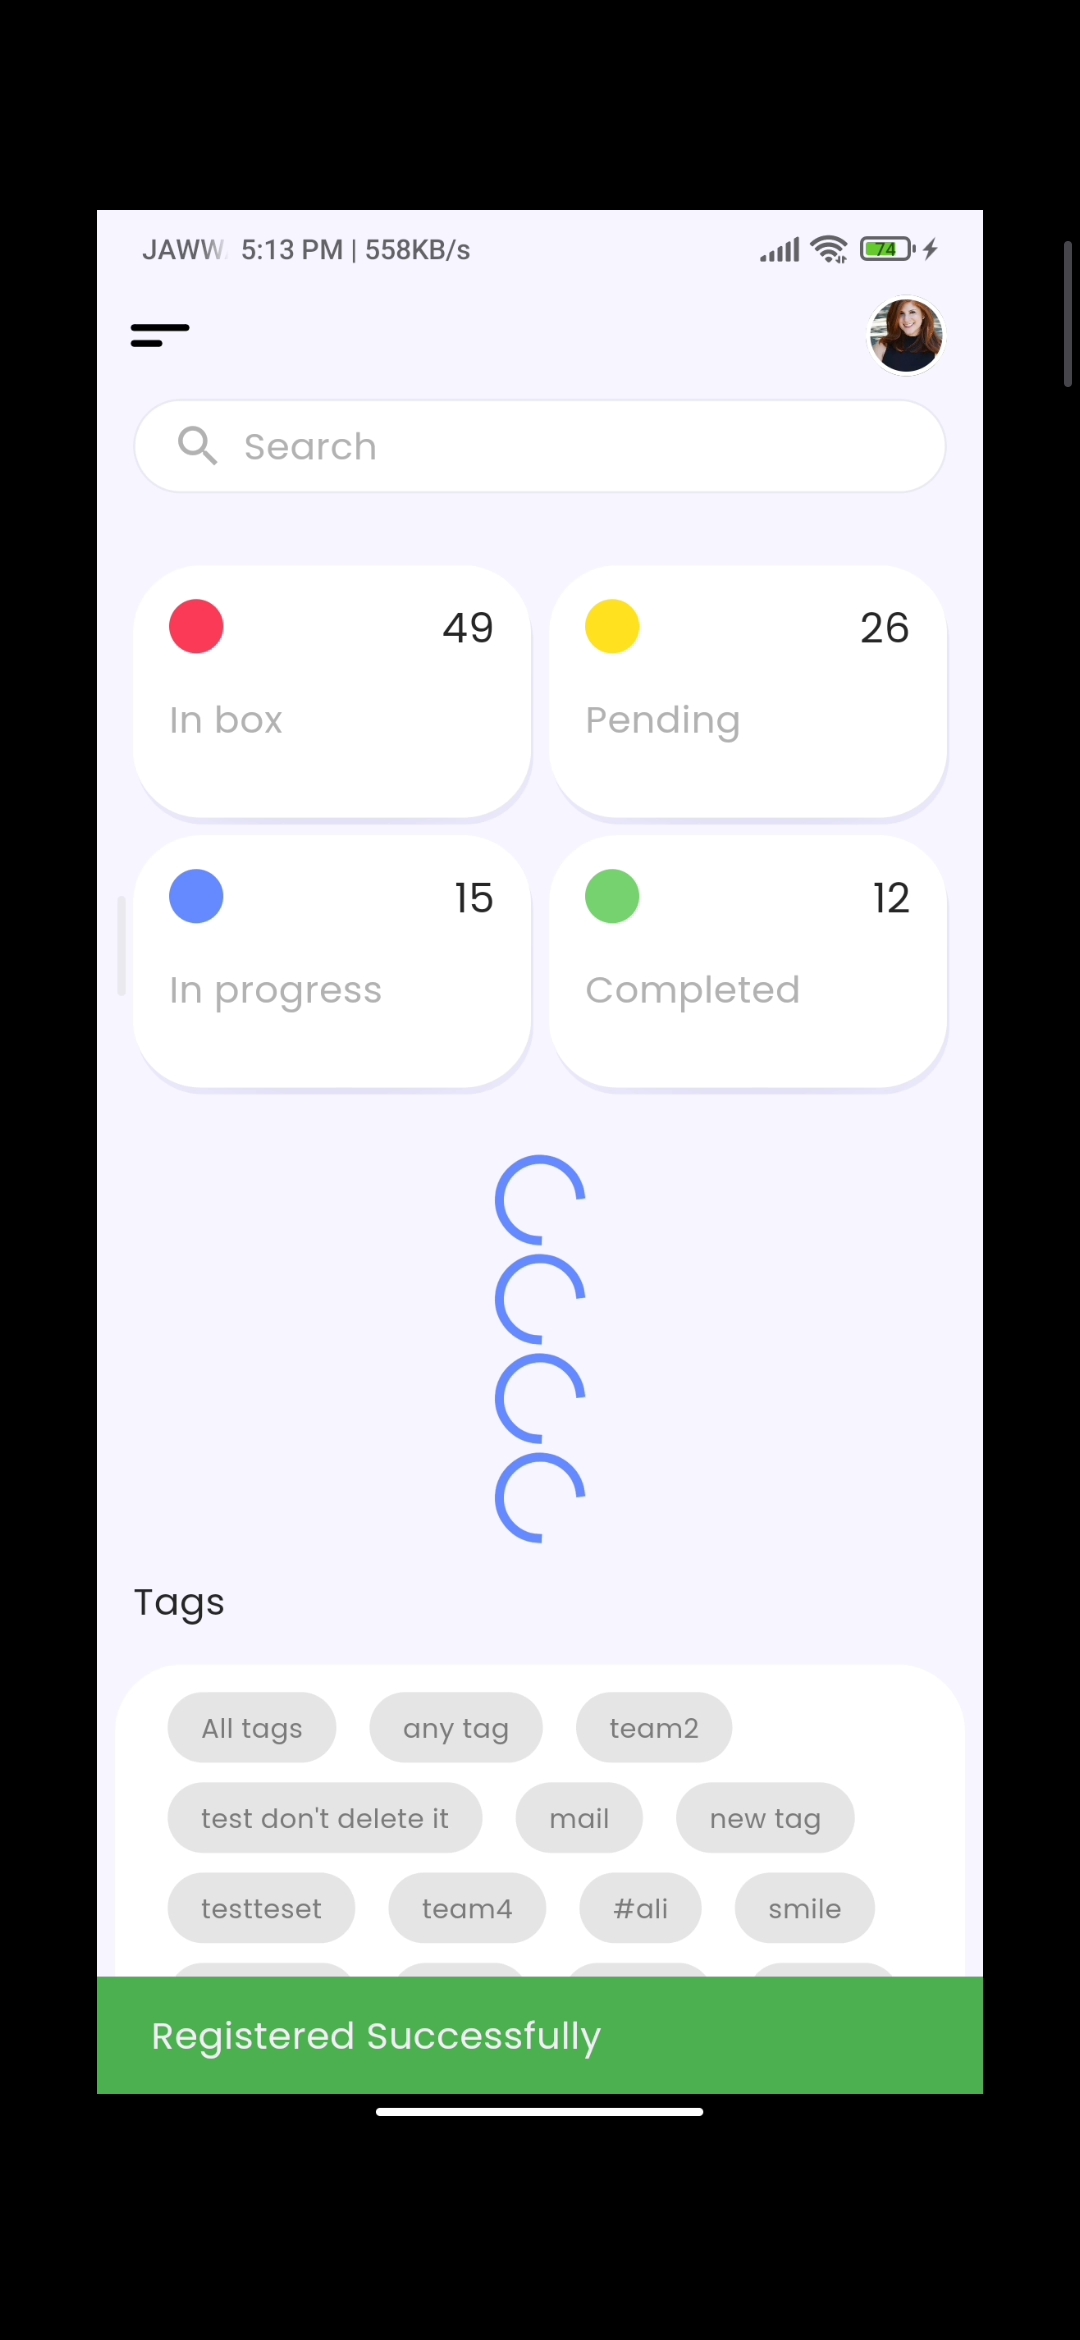 JAWW 5:13 PM | 558KB/s 74
Search
49 26
In box Pending
15 12
In progress Completed
Tags
All tags any tag team2
test don't delete it mail new tag
testteset team4 #ali smile
Registered Successfully